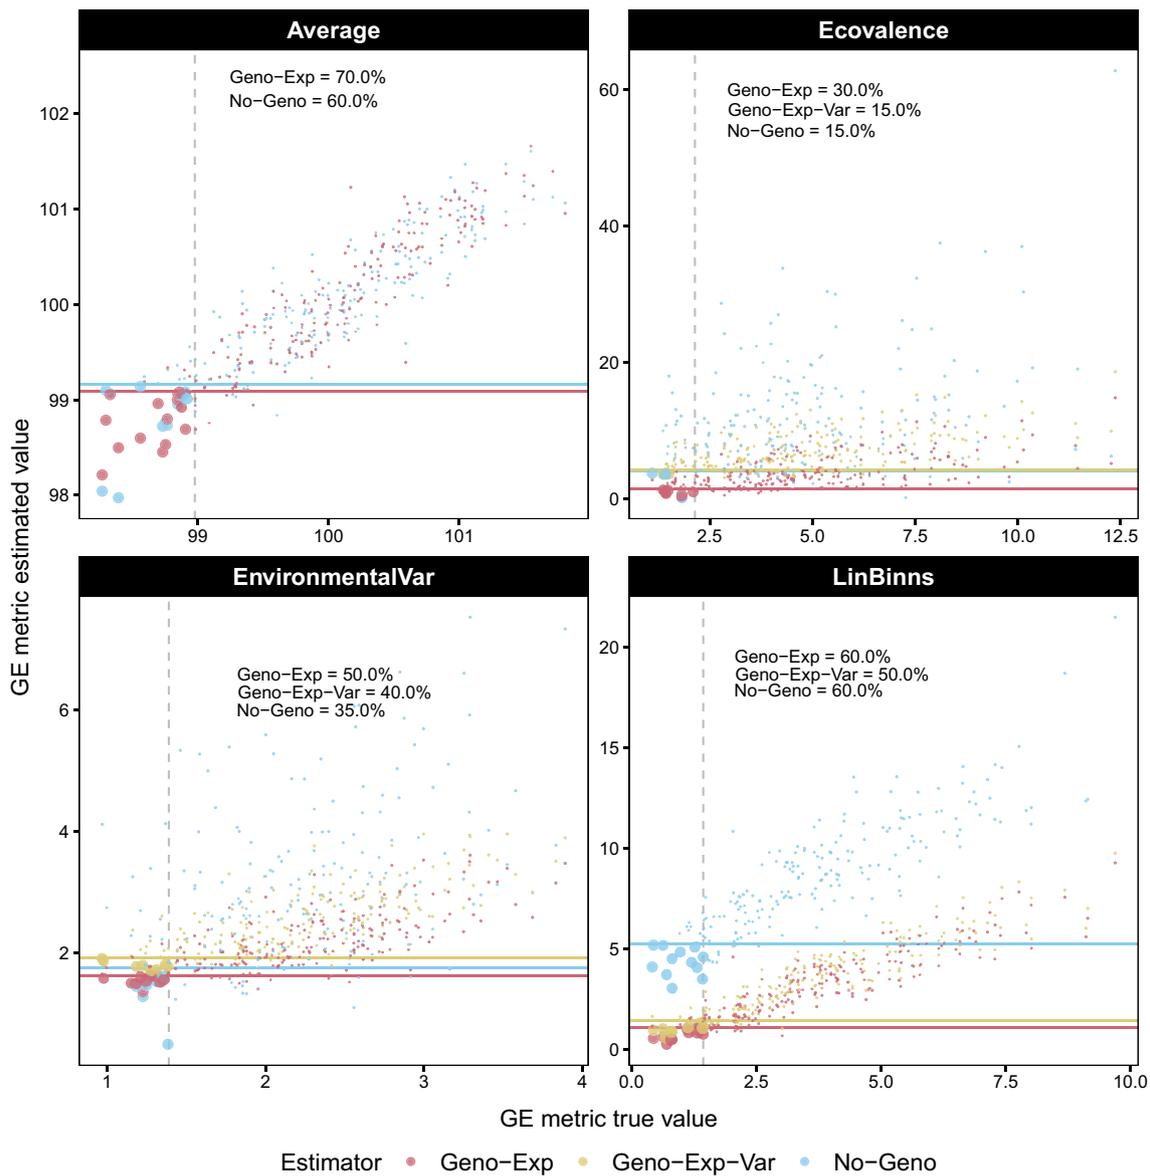 Average
Geno−Exp = 70.0%
No−Geno = 60.0%
102
101
100
99
98
99 100 101
Ecovalence
Geno−Exp = 30.0%
Geno−Exp−Var = 15.0%
No−Geno = 15.0%
60
40
20
0
2.5 5.0 7.5 10.0 12.5
GE metric estimated value
EnvironmentalVar
Geno−Exp = 50.0%
Geno−Exp−Var = 40.0%
No−Geno = 35.0%
6
4
2
1 2 3 4
LinBinns
Geno−Exp = 60.0%
Geno−Exp−Var = 50.0%
No−Geno = 60.0%
20
15
10
5
0
0.0 2.5 5.0 7.5 10.0
GE metric true value
Estimator Geno−Exp Geno−Exp−Var No−Geno